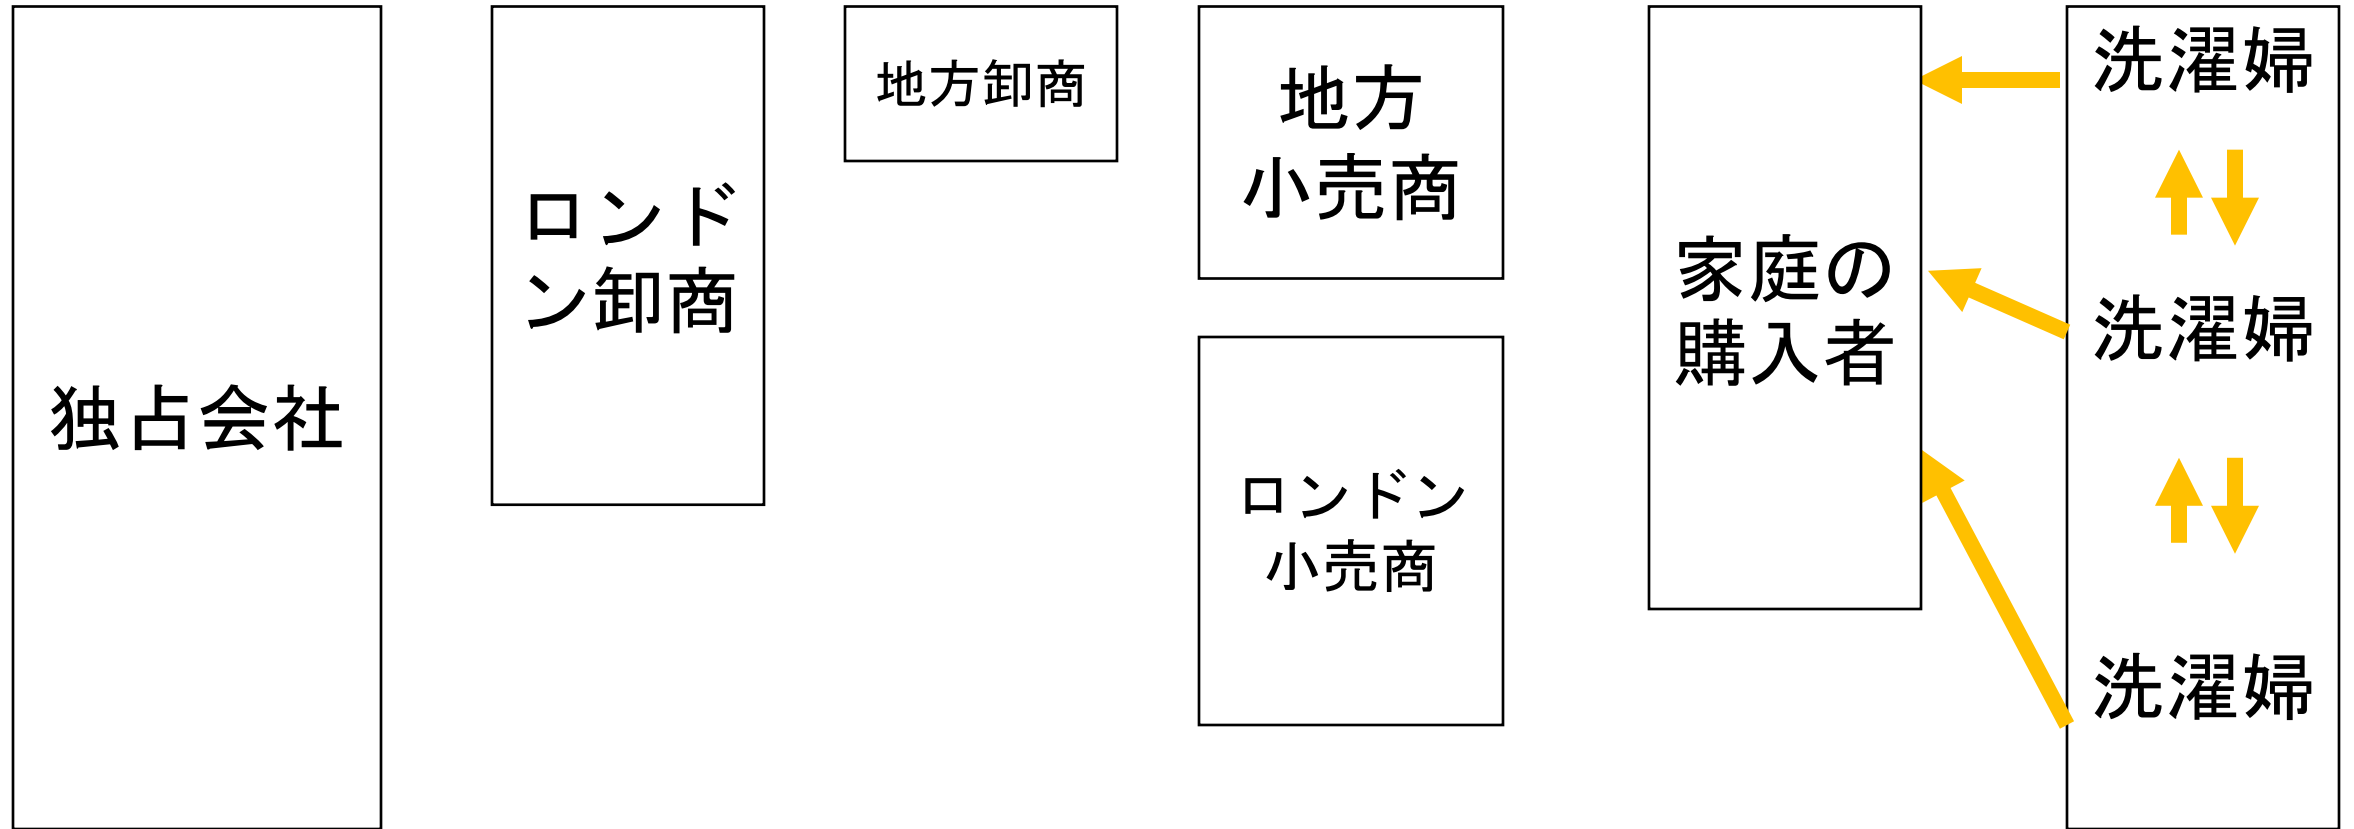 独占会社
ロンド
ン卸商
地方卸商
地方
小売商
ロンドン
小売商
家庭の
購入者
洗濯婦
洗濯婦
洗濯婦